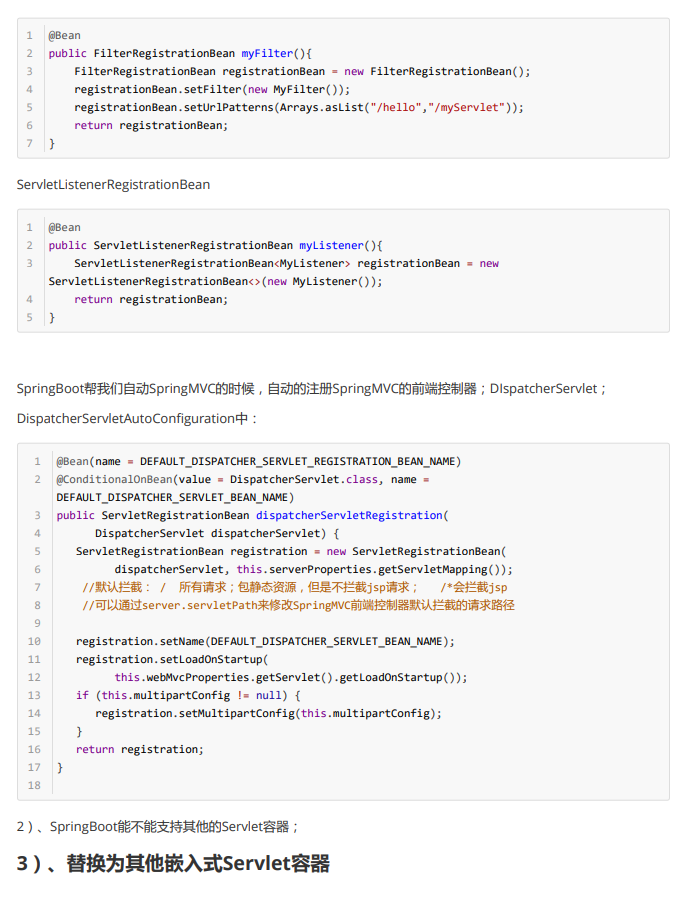 1 @Bean
2 public FilterRegistrationBean myFilter(){
3 FilterRegistrationBean registrationBean = new FilterRegistrationBean();
4 registrationBean.setFilter(new MyFilter());
5 registrationBean.setUrlPatterns(Arrays.asList("/hello","/myServlet"));
6 return registrationBean;
7 }
ServletListenerRegistrationBean
1 @Bean
2 public ServletListenerRegistrationBean myListener(){
3 ServletListenerRegistrationBean<MyListener> registrationBean = new
ServletListenerRegistrationBean<>(new MyListener());
4 return registrationBean;
5 }
SpringBoot帮我们自动SpringMVC的时候，自动的注册SpringMVC的前端控制器；DIspatcherServlet；
DispatcherServletAutoConfiguration中：
1 @Bean(name = DEFAULT_DISPATCHER_SERVLET_REGISTRATION_BEAN_NAME)
2 @ConditionalOnBean(value = DispatcherServlet.class, name =
DEFAULT_DISPATCHER_SERVLET_BEAN_NAME)
3 public ServletRegistrationBean dispatcherServletRegistration(
4 DispatcherServlet dispatcherServlet) {
5 ServletRegistrationBean registration = new ServletRegistrationBean(
6 dispatcherServlet, this.serverProperties.getServletMapping());
7 //默认拦截： /  所有请求；包静态资源，但是不拦截jsp请求；   /*会拦截jsp
8 //可以通过server.servletPath来修改SpringMVC前端控制器默认拦截的请求路径
9
10 registration.setName(DEFAULT_DISPATCHER_SERVLET_BEAN_NAME);
11 registration.setLoadOnStartup(
12 this.webMvcProperties.getServlet().getLoadOnStartup());
13 if (this.multipartConfig != null) {
14 registration.setMultipartConfig(this.multipartConfig);
15 }
16 return registration;
17 }
18
2）、SpringBoot能不能支持其他的Servlet容器；
3）、替换为其他嵌入式Servlet容器